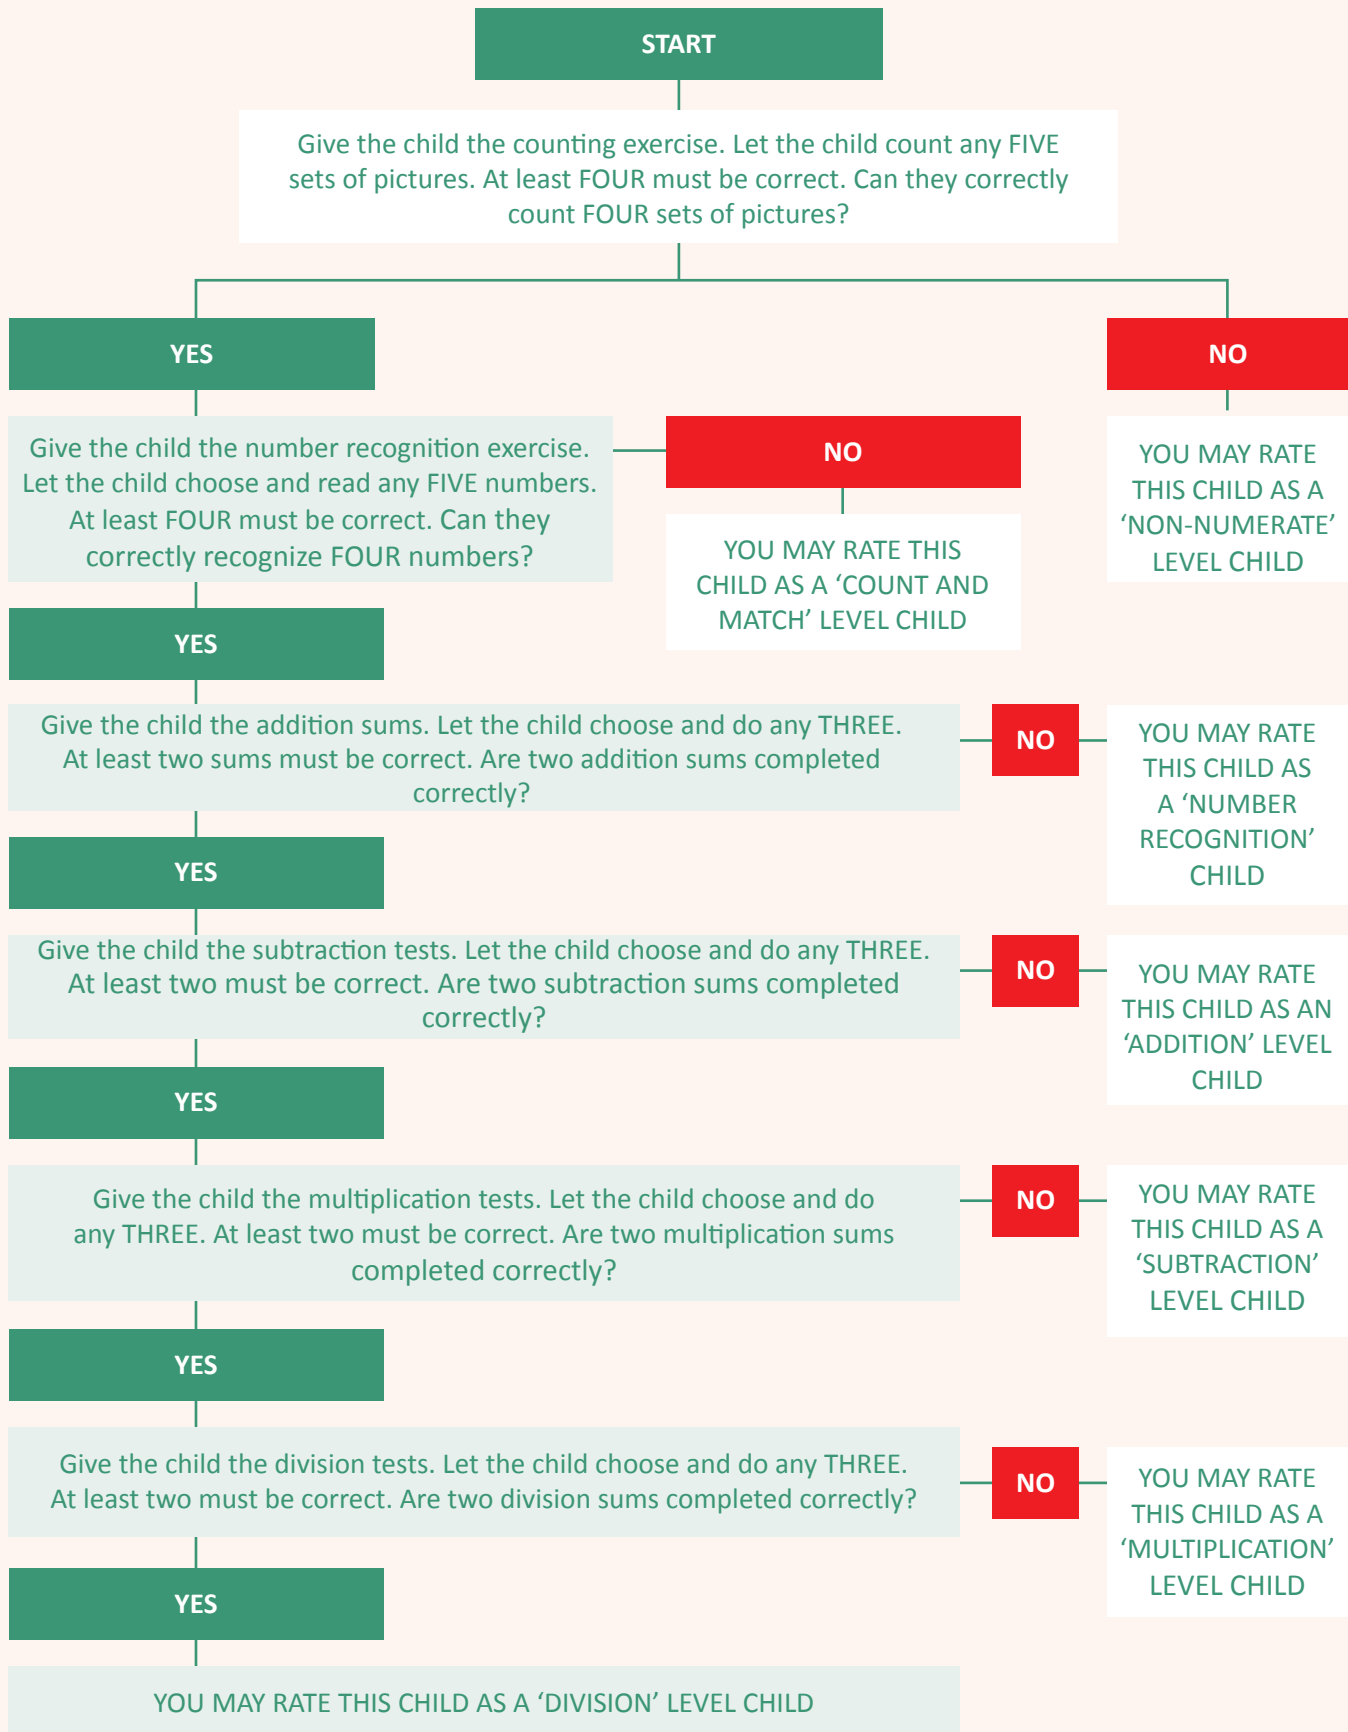 START
Give the child the counting exercise. Let the child count any FIVE
sets of pictures. At least FOUR must be correct. Can they correctly
count FOUR sets of pictures?
YES
NO
Give the child the number recognition exercise.
Let the child choose and read any FIVE numbers.
At least FOUR must be correct. Can they
correctly recognize FOUR numbers?
NO
YOU MAY RATE THIS
CHILD AS A ‘COUNT AND
MATCH’ LEVEL CHILD
YOU MAY RATE
THIS CHILD AS A
‘NON-NUMERATE’
LEVEL CHILD
YES
Give the child the addition sums. Let the child choose and do any THREE.
At least two sums must be correct. Are two addition sums completed
correctly?
NO
YOU MAY RATE
THIS CHILD AS
A ‘NUMBER
RECOGNITION’
CHILD
YES
Give the child the subtraction tests. Let the child choose and do any THREE.
At least two must be correct. Are two subtraction sums completed
correctly?
NO
YOU MAY RATE
THIS CHILD AS AN
‘ADDITION’ LEVEL
CHILD
YES
Give the child the multiplication tests. Let the child choose and do
any THREE. At least two must be correct. Are two multiplication sums
completed correctly?
NO
YOU MAY RATE
THIS CHILD AS A
‘SUBTRACTION’
LEVEL CHILD
YES
Give the child the division tests. Let the child choose and do any THREE.
At least two must be correct. Are two division sums completed correctly?
NO
YOU MAY RATE
THIS CHILD AS A
‘MULTIPLICATION’
LEVEL CHILD
YES
YOU MAY RATE THIS CHILD AS A ‘DIVISION’ LEVEL CHILD